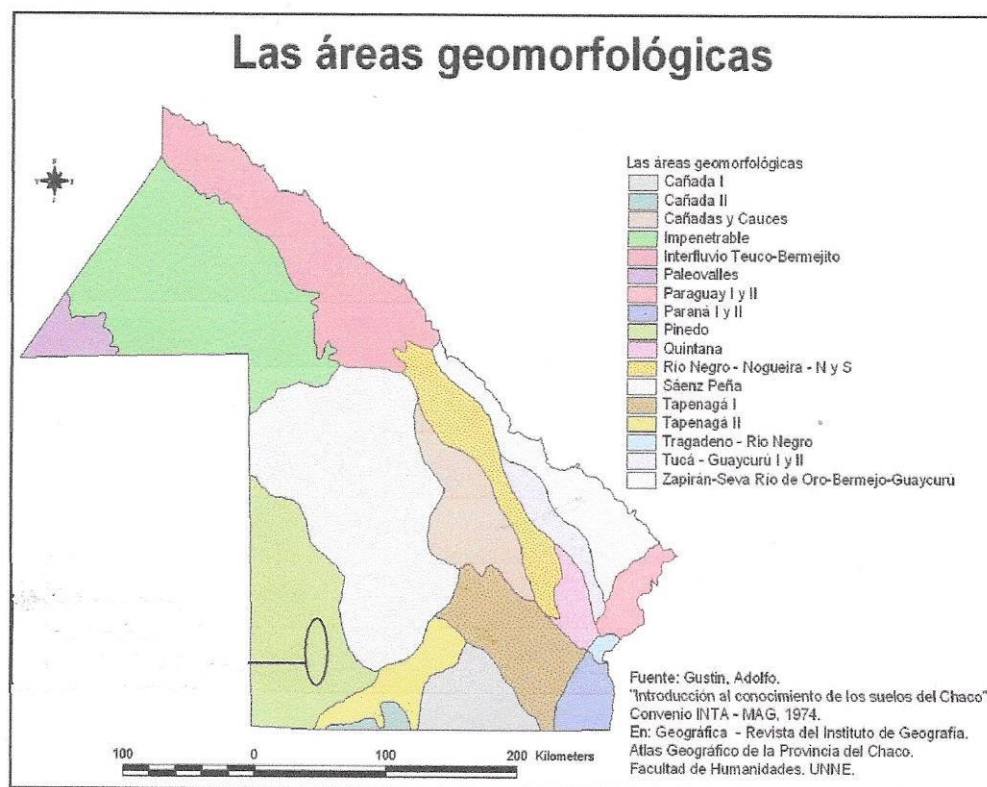 Las áreas geomorfológicas
Las áreas geomorfológicas
Cañada I
Cañada II
Cañadas y Cauces
Impenetrable
Interfluvio Teuco-Bermejito
Paleovalles
Paraguay I y II
Paraná I y II
Pinedo
Quintana
Río Negro - Nogueira - N y S
Sáenz Peña
Tapenagá I
Tapenagá II
Tragadeno - Río Negro
Tucá - Guaycurú I y II
Zapirán-Seva Río de Oro-Bermejo-Guaycurú
Fuente: Gustin, Adolfo.
"Introducción al conocimiento de los suelos del Chaco"
Convenio INTA - MAG, 1974.
En: Geográfica - Revista del Instituto de Geografía.
Atlas Geográfico de la Provincia del Chaco.
Facultad de Humanidades. UNNE.
100 0 100 200 Kilometers